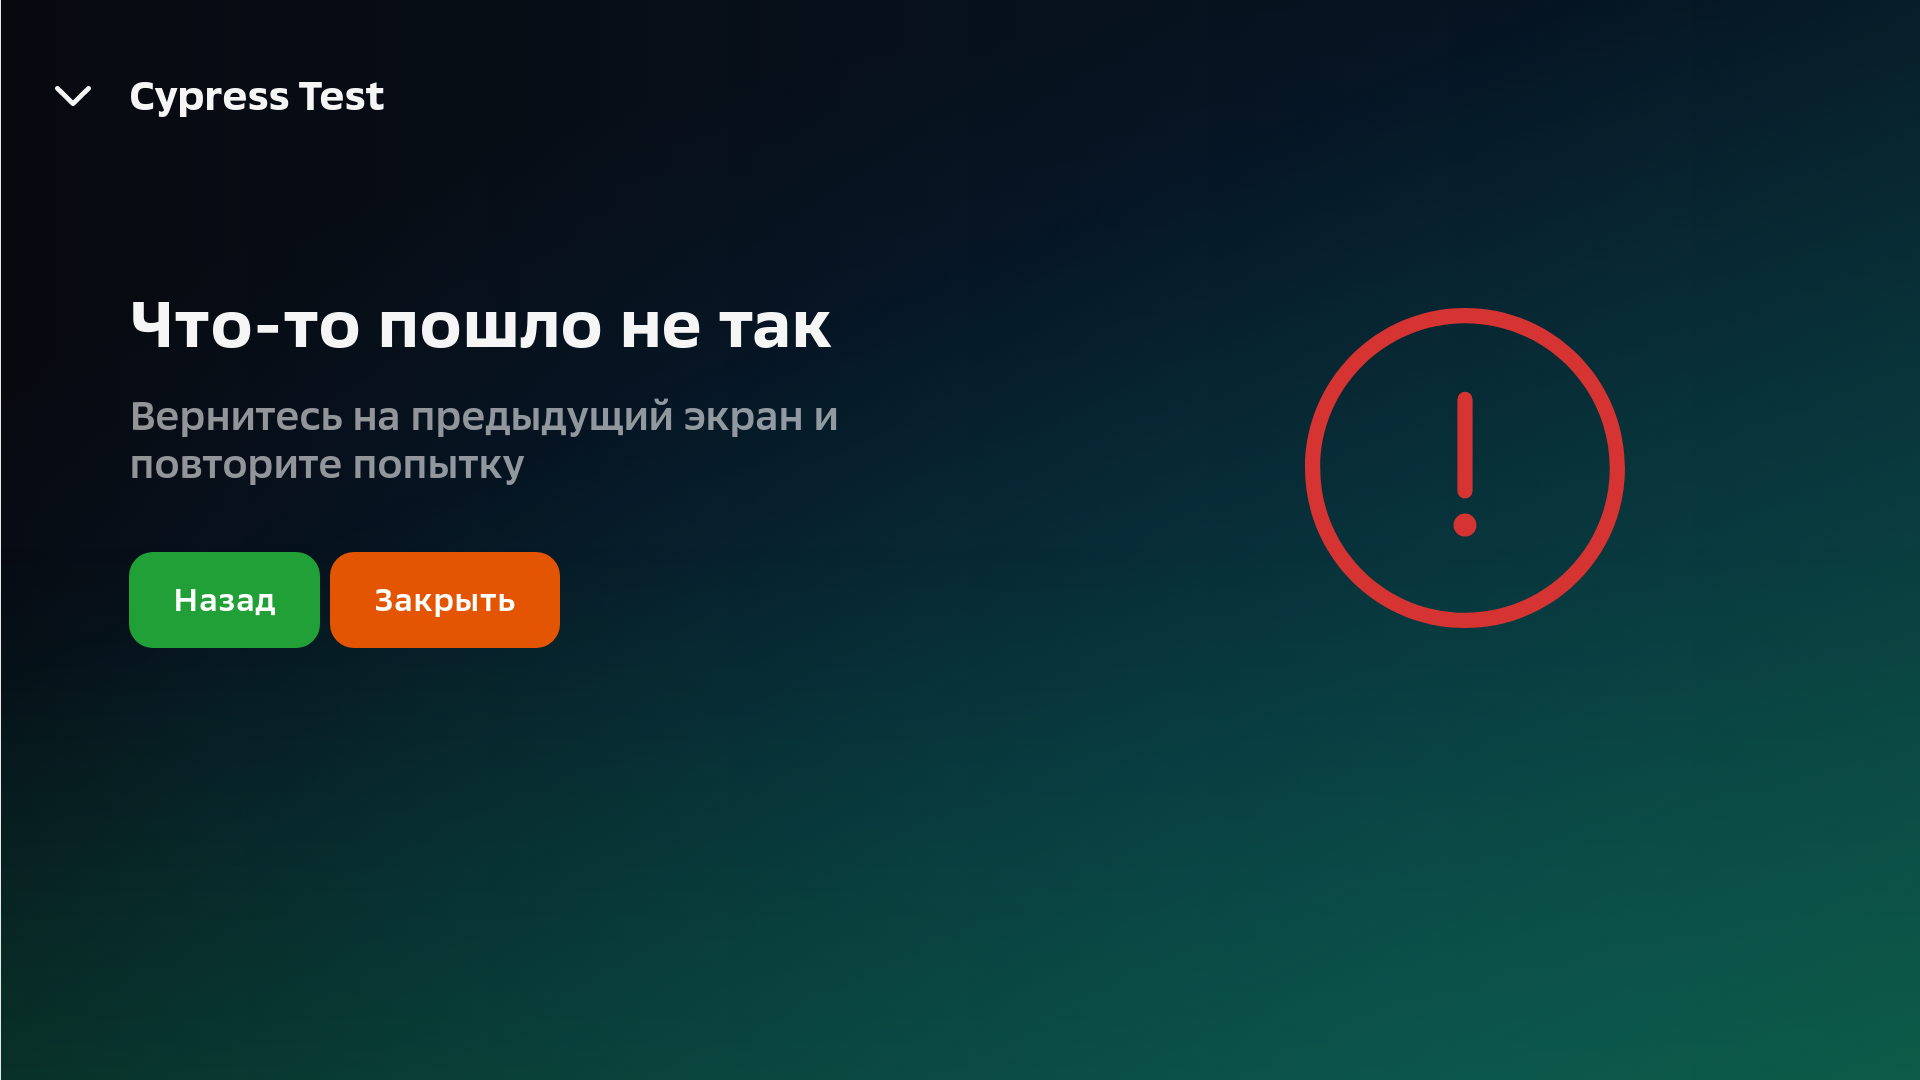 Cypress Test
Что-то пошло не так
Вернитесь на предыдущий экран и
повторите попытку
Назад
Закрыть